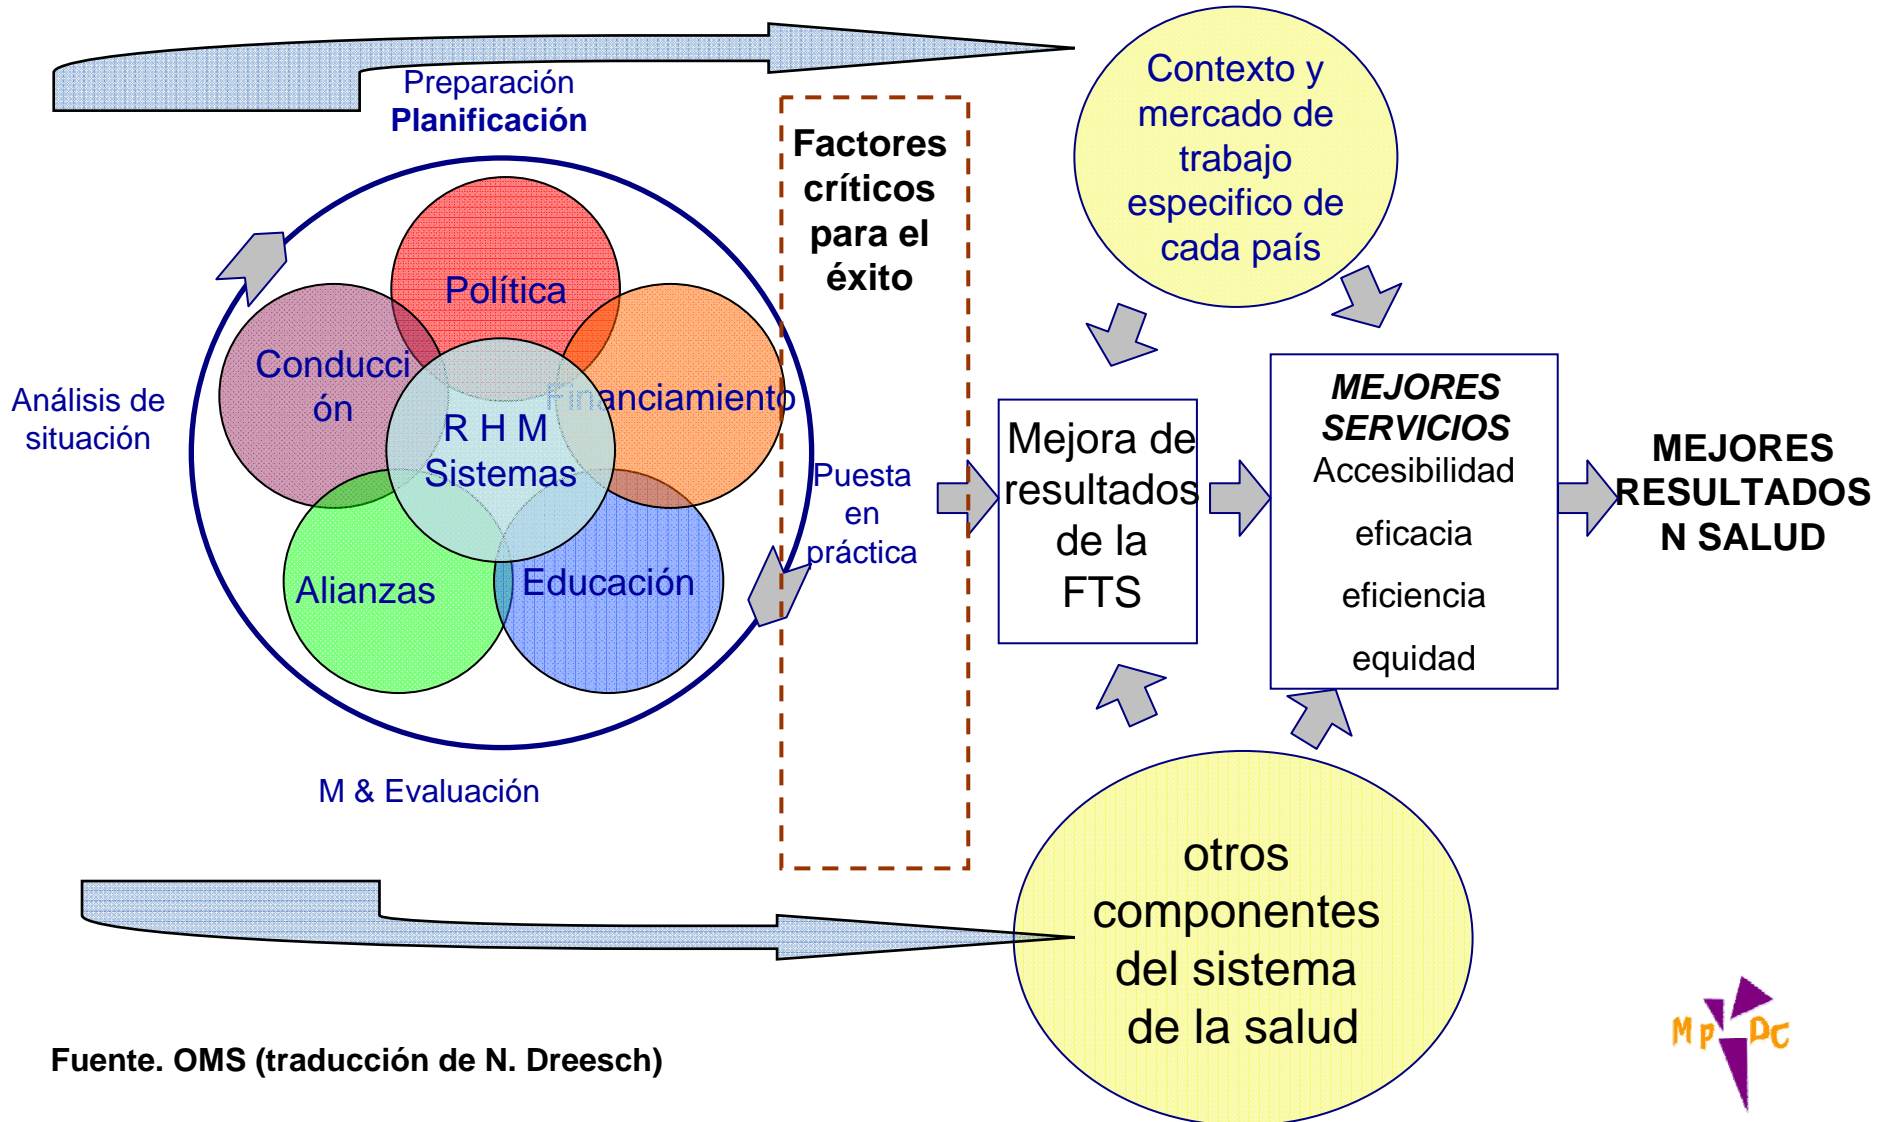 Preparación
Planificación
Factores
críticos
para el
éxito
Contexto y
mercado de
trabajo
especifico de
cada país
Política
Conducci
ón
Financiamiento
R H M
Sistemas
Alianzas
Educación
Análisis de
situación
Puesta
en
práctica
M & Evaluación
Mejora de
resultados
de la
FTS
MEJORES
SERVICIOS
Accesibilidad
eficacia
eficiencia
equidad
MEJORES
RESULTADOS
N SALUD
otros
componentes
del sistema
de la salud
Fuente. OMS (traducción de N. Dreesch)
MP DC